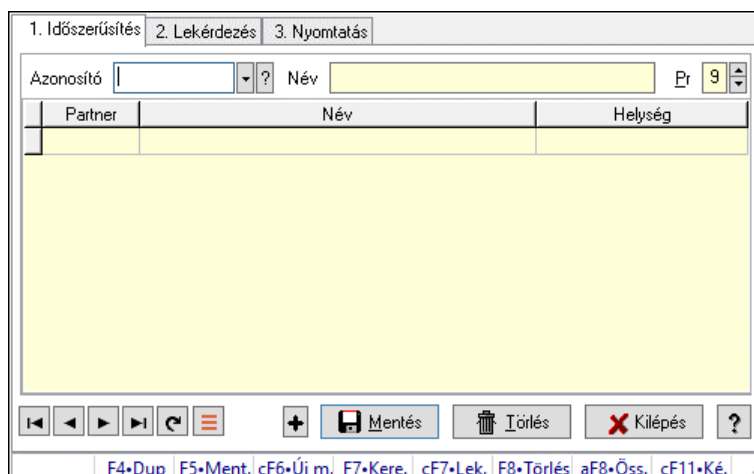 1. Időszerűsítés 2. Lekérdezés 3. Nyomtatás
Azonosító ? Név Pr 9
Partner Név Helység
Mentés Törlés Kilépés ?
F4•Dup F5•Ment. cF6•Új m. F7•Kere. cF7•Lek. F8•Törlés aF8•Öss. cF11•Ké.